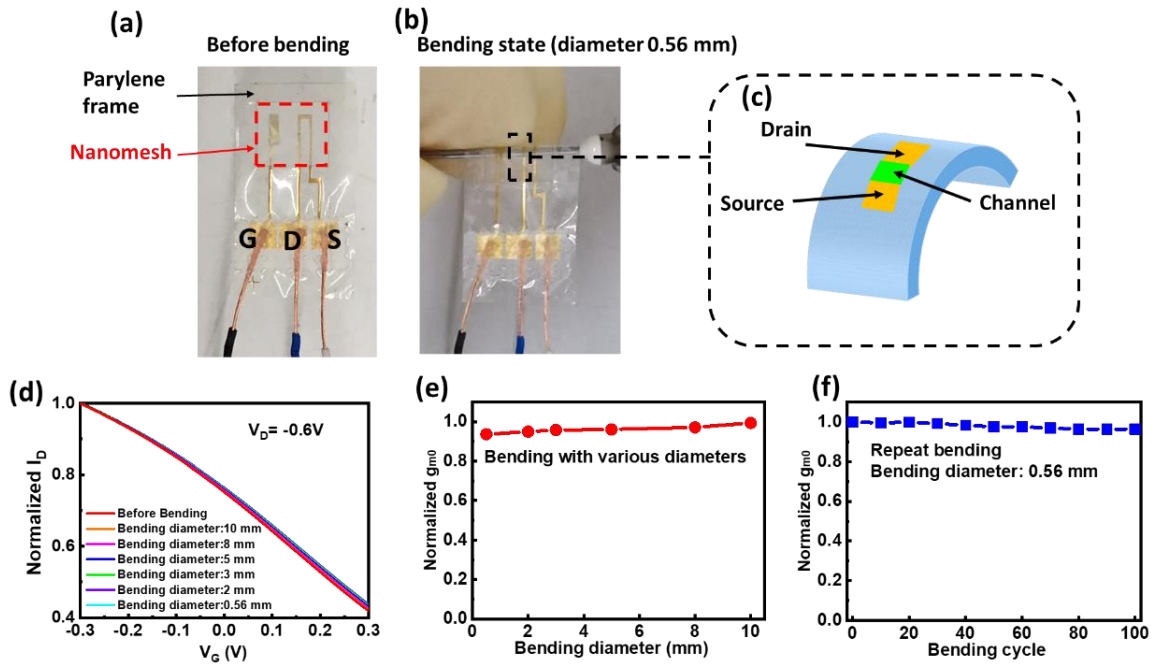 (a)
Before bending
Parylene
frame
Nanomesh
G D S
(b)
Bending state (diameter 0.56 mm)
(c)
Drain
Source
Channel
(d)
Normalized I_D
1.0
0.8
0.6
0.4
V_D= -0.6V
Before Bending
Bending diameter:10 mm
Bending diameter:8 mm
Bending diameter:5 mm
Bending diameter:3 mm
Bending diameter:2 mm
Bending diameter:0.56 mm
-0.3 -0.2 -0.1 0.0 0.1 0.2 0.3
V_G (V)
(e)
Normalized g_m0
1.0
0.8
0.6
0.4
0.2
0.0
Bending with various diameters
0 2 4 6 8 10
Bending diameter (mm)
(f)
Normalized g_m0
1.0
0.8
0.6
0.4
0.2
0.0
Repeat bending
Bending diameter: 0.56 mm
0 20 40 60 80 100
Bending cycle